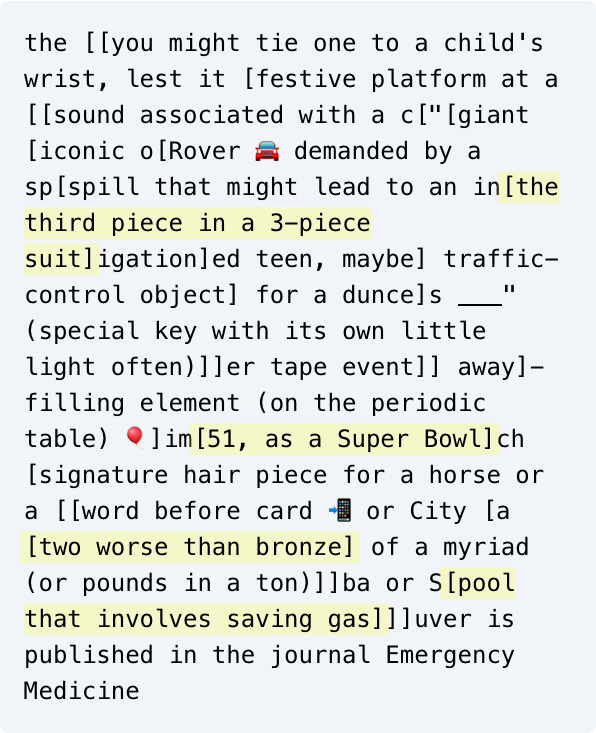 the [[you might tie one to a child's
wrist, lest it [festive platform at a
[[sound associated with a c["[giant
[iconic o[Rover 🚘 demanded by a
sp[spill that might lead to an in[the
third piece in a 3-piece
suit]igation]ed teen, maybe] traffic-
control object] for a dunce]s ___"
(special key with its own little
light often)]]er tape event]] away]-
filling element (on the periodic
table) 🎈]im[51, as a Super Bowl]ch
[signature hair piece for a horse or
a [[word before card 📲 or City [a
[two worse than bronze] of a myriad
(or pounds in a ton)]]ba or S[pool
that involves saving gas]]]uver is
published in the journal Emergency
Medicine